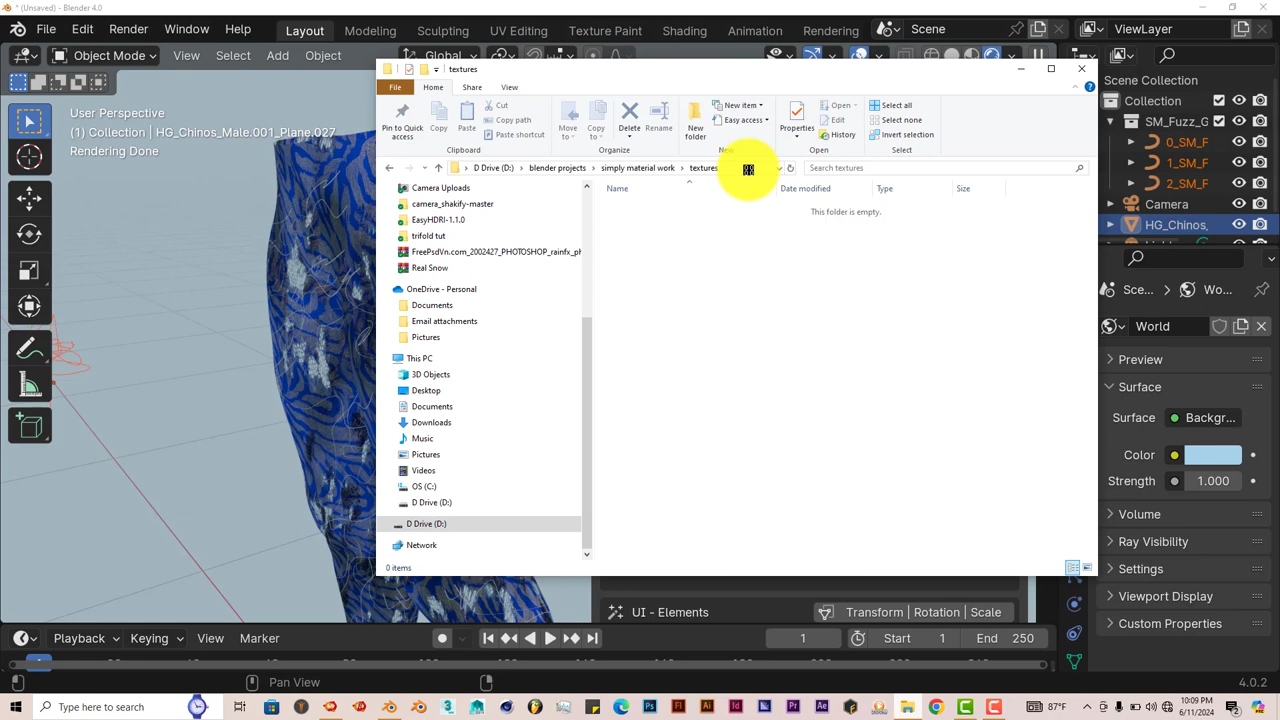 * (Unsaved) - Blender 4.0
File Edit Render Window Help Layout Modeling Sculpting UV Editing Texture Paint Shading Animation Rendering Scene ViewLayer
Object Mode View Select Add Object Global
textures
Scene Collection
File Home Share View
Collection
SM_Fuzz_G
0_SM_F
1_SM_F
2_SM_F
Camera
HG_Chinos,
User Perspective
(1) Collection | HG_Chinos_Male.001_Plane.027
Rendering Done
Pin to Quick access
Copy
Paste
Cut
Copy path
Paste shortcut
Clipboard
Move to
Copy to
Delete
Rename
Organize
New folder
New item
Easy access
New
Properties
Open
Edit
History
Open
Select all
Select none
Invert selection
Select
D Drive (D:) > blender projects > simply material work > textures
Search textures
Name Date modified Type Size
This folder is empty.
Camera Uploads
camera_shakify-master
EasyHDRI-1.1.0
trifold tut
FreePsdVn.com_2002427_PHOTOSHOP_rainfx_ph
Real Snow
OneDrive - Personal
Documents
Email attachments
Pictures
This PC
3D Objects
Desktop
Documents
Downloads
Music
Pictures
Videos
OS (C:)
D Drive (D:)
D Drive (D:)
Network
0 items
Sce... Wo...
World
Preview
Surface
Surface Backgr...
Color
Strength 1.000
Volume
Ray Visibility
Settings
Viewport Display
Custom Properties
UI - Elements Transform | Rotation | Scale
Playback Keying View Marker 1 Start 1 End 250
Pan View 4.0.2
Type here to search
87°F
10:09 PM
6/11/2024